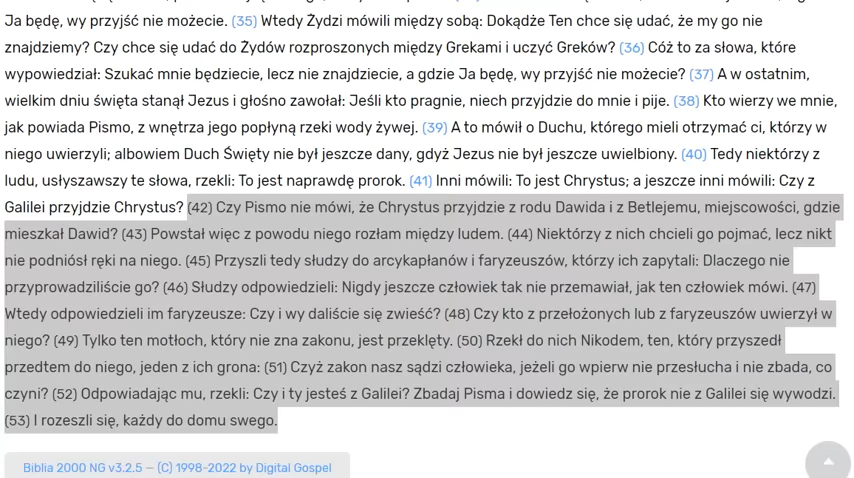 Ja będę, wy przyjść nie możecie. (35) Wtedy Żydzi mówili między sobą: Dokądże Ten chce się udać, że my go nie
znajdziemy? Czy chce się udać do Żydów rozproszonych między Grekami i uczyć Greków? (36) Cóż to za słowa, które
wypowiedział: Szukać mnie będziecie, lecz nie znajdziecie, a gdzie Ja będę, wy przyjść nie możecie? (37) A w ostatnim,
wielkim dniu święta stanął Jezus i głośno zawołał: Jeśli kto pragnie, niech przyjdzie do mnie i pije. (38) Kto wierzy we mnie,
jak powiada Pismo, z wnętrza jego popłyną rzeki wody żywej. (39) A to mówił o Duchu, którego mieli otrzymać ci, którzy w
niego uwierzyli; albowiem Duch Święty nie był jeszcze dany, gdyż Jezus nie był jeszcze uwielbiony. (40) Tedy niektórzy z
ludu, usłyszawszy te słowa, rzekli: To jest naprawdę prorok. (41) Inni mówili: To jest Chrystus; a jeszcze inni mówili: Czy z
Galilei przyjdzie Chrystus? (42) Czy Pismo nie mówi, że Chrystus przyjdzie z rodu Dawida i z Betlejemu, miejscowości, gdzie
mieszkał Dawid? (43) Powstał więc z powodu niego rozłam między ludem. (44) Niektórzy z nich chcieli go pojmać, lecz nikt
nie podniósł ręki na niego. (45) Przyszli tedy słudzy do arcykapłanów i faryzeuszów, którzy ich zapytali: Dlaczego nie
przyprowadziliście go? (46) Słudzy odpowiedzieli: Nigdy jeszcze człowiek tak nie przemawiał, jak ten człowiek mówi. (47)
Wtedy odpowiedzieli im faryzeusze: Czy i wy daliście się zwieść? (48) Czy kto z przełożonych lub z faryzeuszów uwierzył w
niego? (49) Tylko ten motłoch, który nie zna zakonu, jest przeklęty. (50) Rzekł do nich Nikodem, ten, który przyszedł
przedtem do niego, jeden z ich grona: (51) Czyż zakon nasz sądzi człowieka, jeżeli go wpierw nie przesłucha i nie zbada, co
czyni? (52) Odpowiadając mu, rzekli: Czy i ty jesteś z Galilei? Zbadaj Pisma i dowiedz się, że prorok nie z Galilei się wywodzi.
(53) I rozeszli się, każdy do domu swego.
Biblia 2000 NG v3.2.5 – (C) 1998-2022 by Digital Gospel